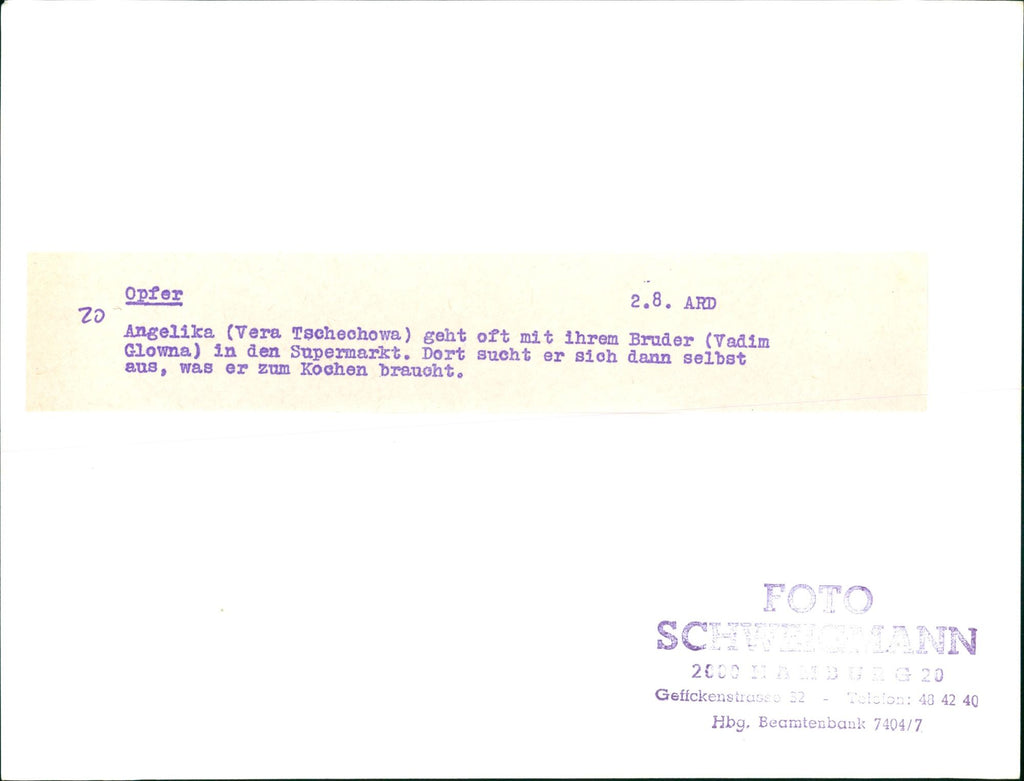 Opfer 2.8. ARD
20
Angelika (Vera Tschechowa) geht oft mit ihrem Bruder (Vadim
Glowna) in den Supermarkt. Dort sucht er sich dann selbst
aus, was er zum Kochen braucht.
FOTO
SCHWEIGMANN
2000 HAMBURG 20
Geffckenstrasse 32 - Telefon: 48 42 40
Hbg. Beamtenbank 7404/7